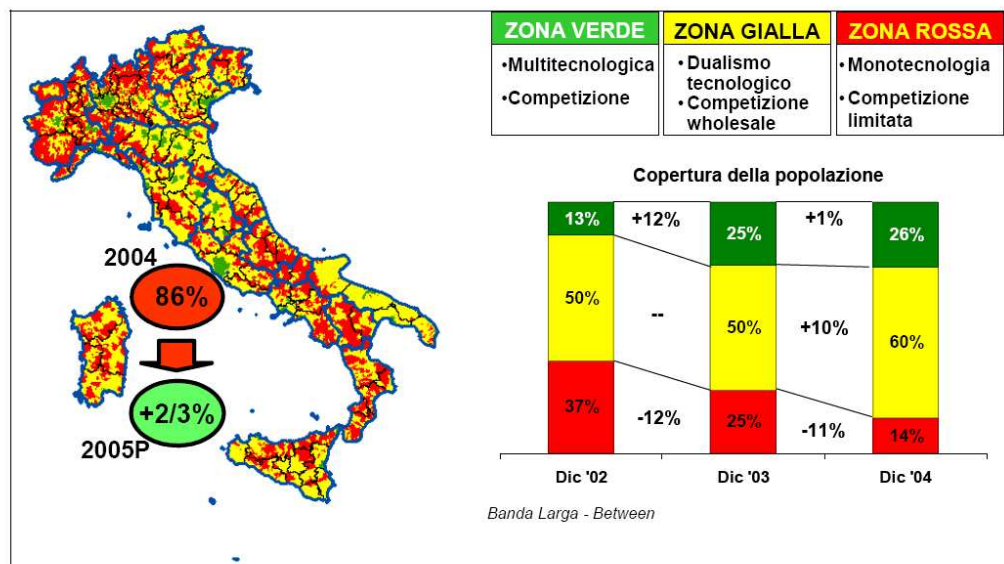 ZONA VERDE
•Multitecnologica
•Competizione
ZONA GIALLA
• Dualismo
tecnologico
• Competizione
wholesale
ZONA ROSSA
•Monotecnologia
•Competizione
limitata
2004
86%
+2/3%
2005P
Copertura della popolazione
13%
+12%
25%
+1%
26%
50%
--
50%
+10%
60%
37%
-12%
25%
-11%
14%
Dic '02
Dic '03
Dic '04
Banda Larga - Between